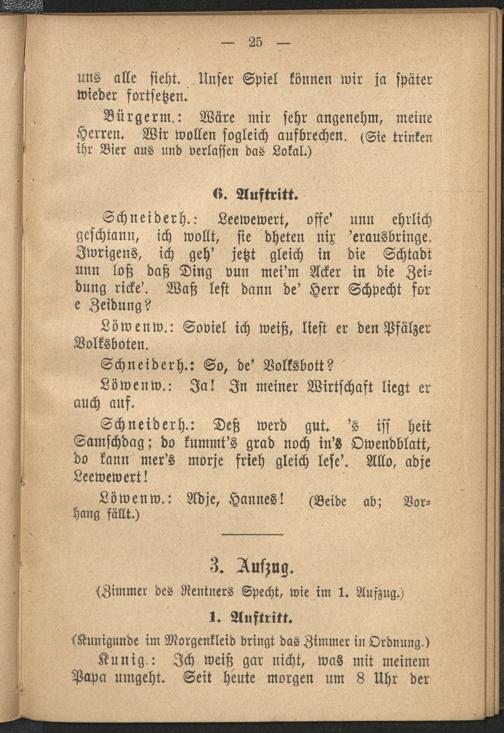 — 25 —
uns alle sieht. Unser Spiel können wir ja später
wieder fortsetzen.
Bürgerm.: Wäre mir sehr angenehm, meine
Herren. Wir wollen sogleich aufbrechen. (Sie trinken
ihr Bier aus und verlassen das Lokal.)
6. Auftritt.
Schneiderh.: Leewewert, offe' unn ehrlich
geschtann, ich wollt, sie dheten nix 'erausbringe.
Iwrigens, ich geh' jetzt gleich in die Schtadt
unn loß daß Ding vun mei'm Acker in die Zei-
dung ricke'. Waß lest dann de' Herr Schpecht for
e Zeidung?
Löwenw.: Soviel ich weiß, liest er den Pfälzer
Volksboten.
Schneiderh.: So, de' Volksbott?
Löwenw.: Ja! In meiner Wirtschaft liegt er
auch auf.
Schneiderh.: Deß werd gut. 's iss heit
Samschdag; do kummt's grad noch in's Owendblatt,
do kann mer's morje frieh gleich lese'. Allo, adje
Leewewert!
Löwenw.: Adje, Hannes! (Beide ab; Vor-
hang fällt.)
3. Aufzug.
(Zimmer des Rentners Specht, wie im 1. Aufzug.)
1. Auftritt.
(Kunigunde im Morgenkleid bringt das Zimmer in Ordnung.)
Kunig.: Ich weiß gar nicht, was mit meinem
Papa umgeht. Seit heute morgen um 8 Uhr der